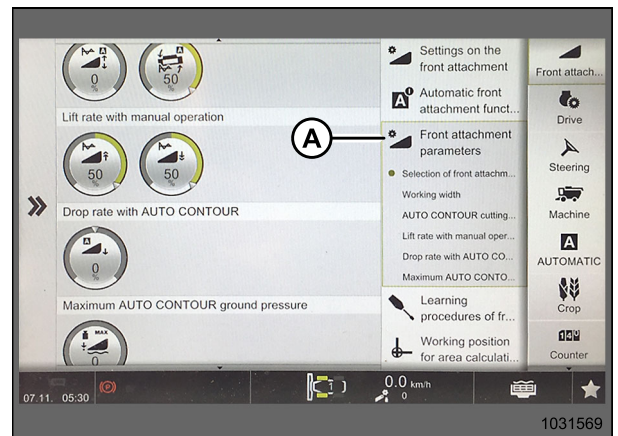 0
%
50
%
Lift rate with manual operation
50
%
50
%
Drop rate with AUTO CONTOUR
A
0
%
Maximum AUTO CONTOUR ground pressure
MAX
0
Settings on the
front attachment
A
Automatic front
attachment funct...
A
Front attachment
parameters
Selection of front attachm...
Working width
AUTO CONTOUR cutting...
Lift rate with manual oper...
Drop rate with AUTO CO...
Maximum AUTO CONTO...
Learning
procedures of fr...
Working position
for area calculati...
Front attach...
Drive
Steering
Machine
A
AUTOMATIC
Crop
Counter
07.11. 05:30
(P)
1
0.0 km/h
0
1031569